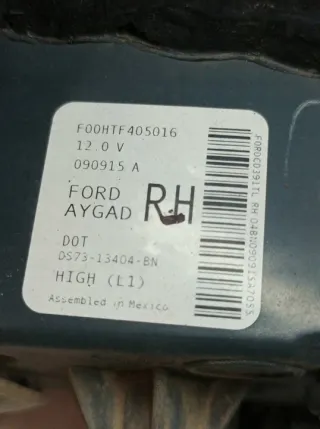 F00HTF405016
12.0 V
090915 A
FORD
AYGAD
RH
DOT
DS73-13404-BN
HIGH (L1)
Assembled in Mexico